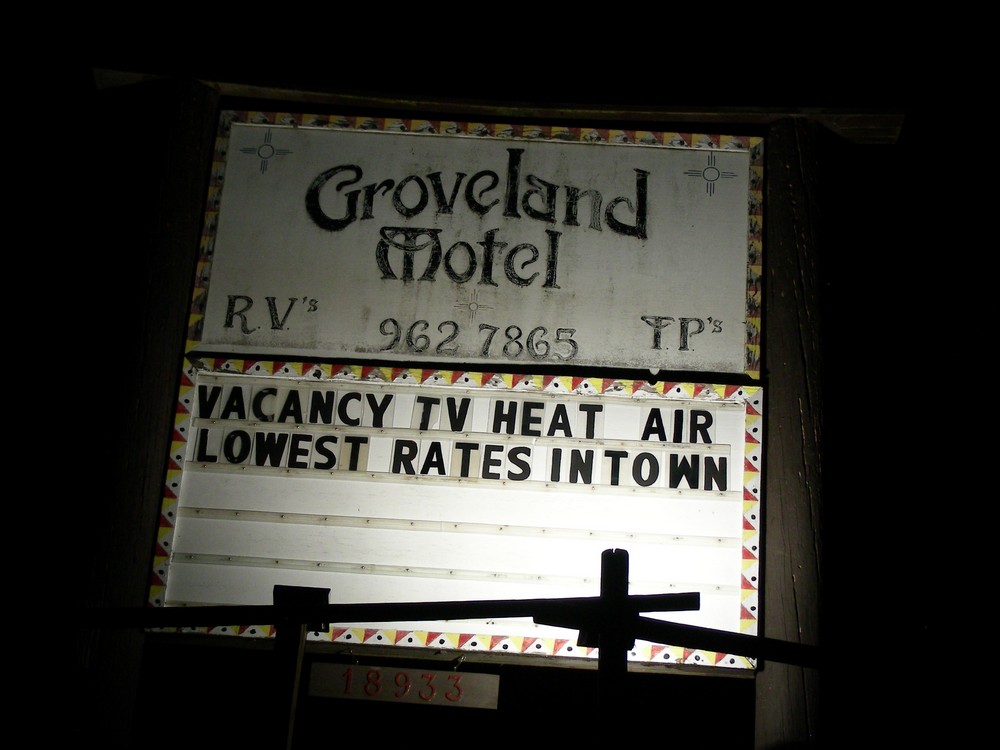 Groveland
Motel
R.V.'s 962 7865 T.P.'s
VACANCY TV HEAT AIR
LOWEST RATES IN TOWN
18933